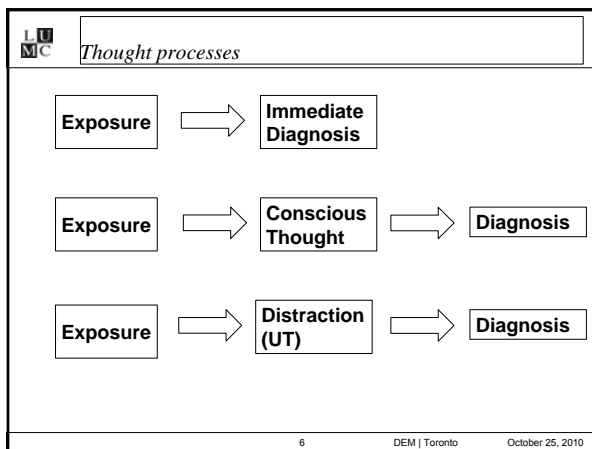 L U
M C
Thought processes
Exposure
Immediate
Diagnosis
Exposure
Conscious
Thought
Diagnosis
Exposure
Distraction
(UT)
Diagnosis
6 DEM | Toronto October 25, 2010